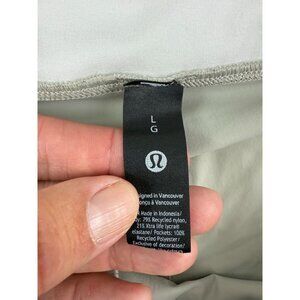 L
G
Designed in Vancouver
Conçu à Vancouver
Made in Indonesia/
Body: 79% Recycled nylon,
21% Xtra life lycra®
elastane/ Pockets: 100%
Recycled Polyester/
Exclusive of decoration/